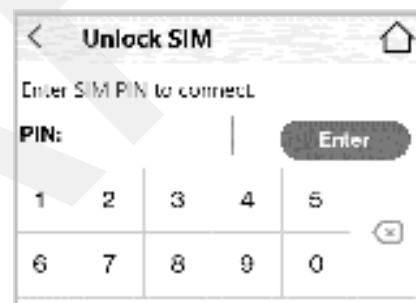 Unlock SIM
Enter SIM PIN to connect.
PIN: Enter
1 2 3 4 5
6 7 8 9 0